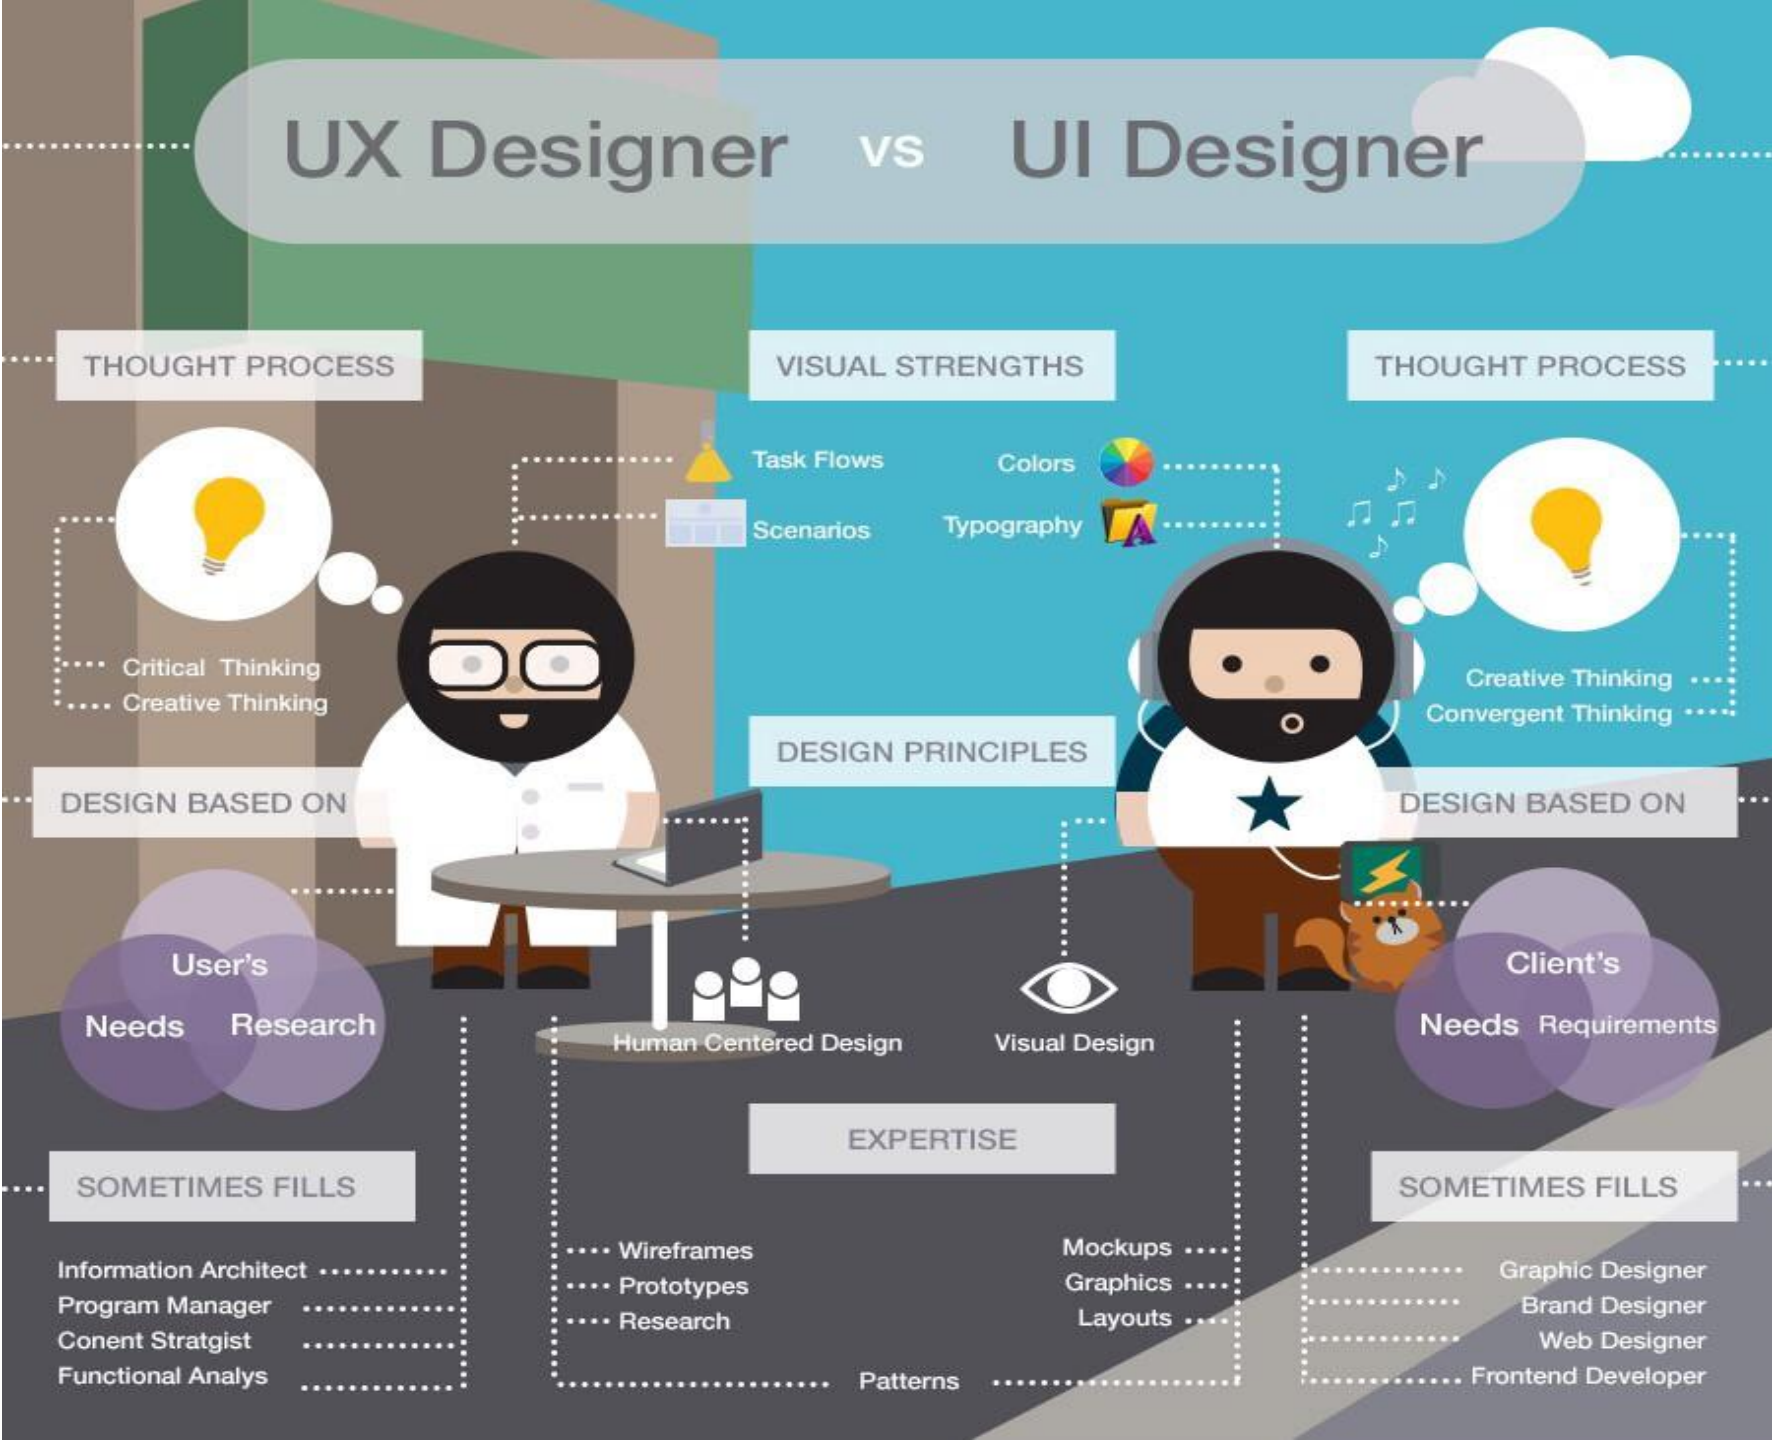 UX Designer vs UI Designer
THOUGHT PROCESS
VISUAL STRENGTHS
THOUGHT PROCESS
Task Flows
Scenarios
Colors
Typography
Critical Thinking
Creative Thinking
Creative Thinking
Convergent Thinking
DESIGN PRINCIPLES
DESIGN BASED ON
DESIGN BASED ON
User's
Needs Research
Human Centered Design
Visual Design
Client's
Needs Requirements
EXPERTISE
SOMETIMES FILLS
SOMETIMES FILLS
Information Architect
Program Manager
Conent Stratgist
Functional Analys
Wireframes
Prototypes
Research
Mockups
Graphics
Layouts
Patterns
Graphic Designer
Brand Designer
Web Designer
Frontend Developer